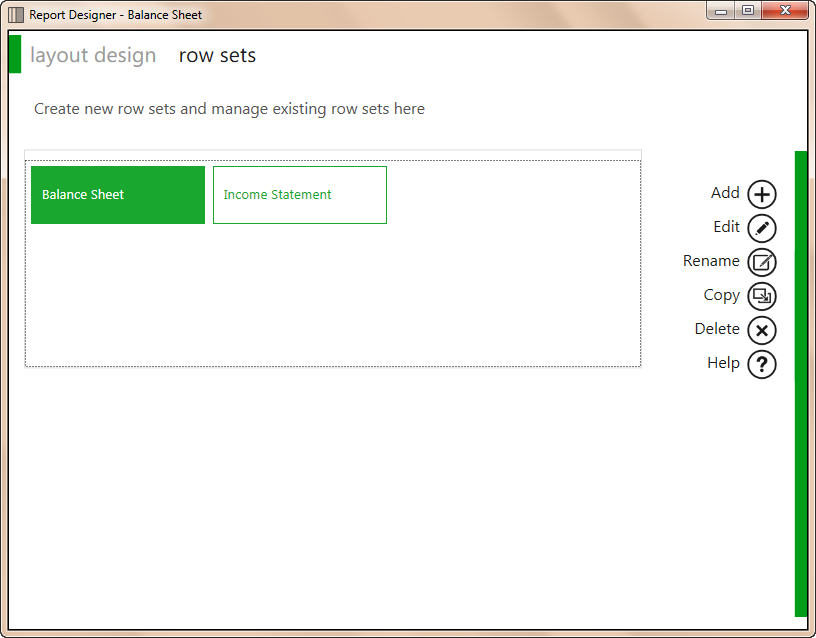 Report Designer - Balance Sheet
layout design row sets
Create new row sets and manage existing row sets here
Balance Sheet Income Statement
Add
Edit
Rename
Copy
Delete
Help